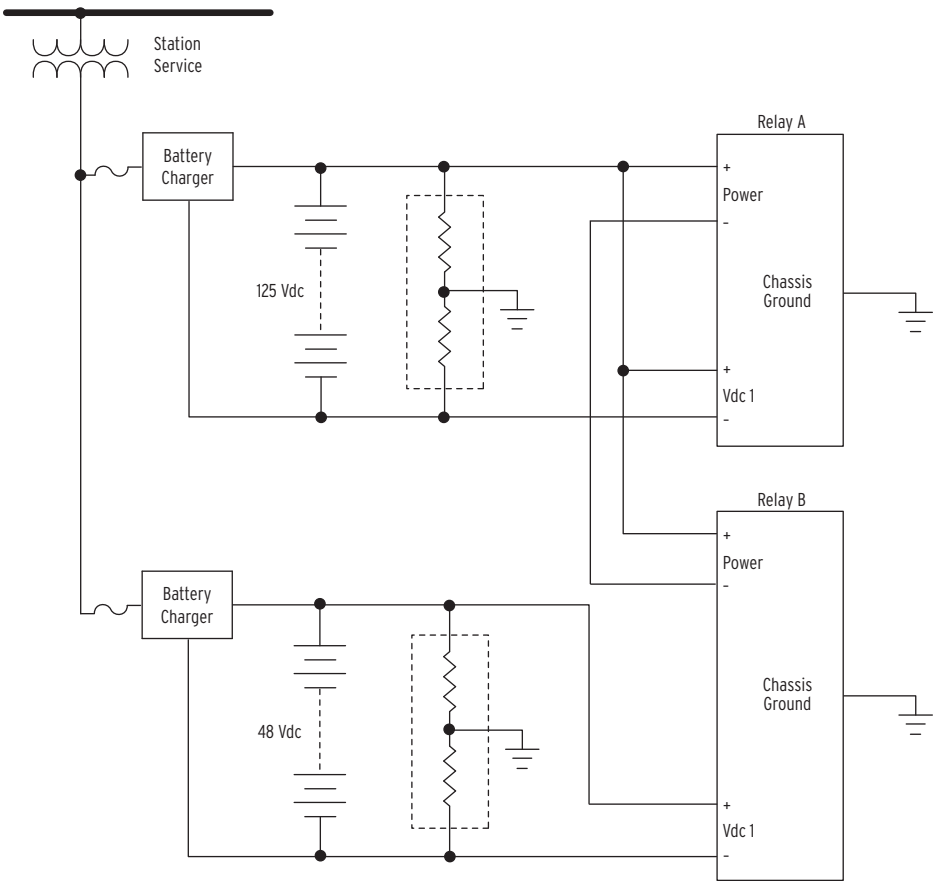 Station
Service
Relay A
Battery
Charger
+
Power
-
125 Vdc
Chassis
Ground
+
Vdc 1
-
Relay B
+
Power
-
Battery
Charger
Chassis
Ground
48 Vdc
+
Vdc 1
-